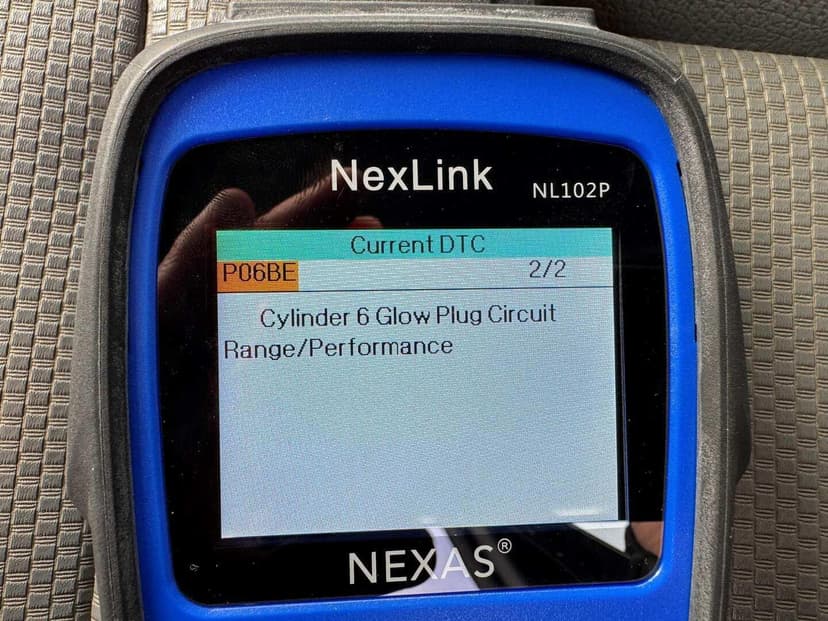 NexLink NL102P
Current DTC
P06BE 2/2
Cylinder 6 Glow Plug Circuit
Range/Performance
NEXAS®